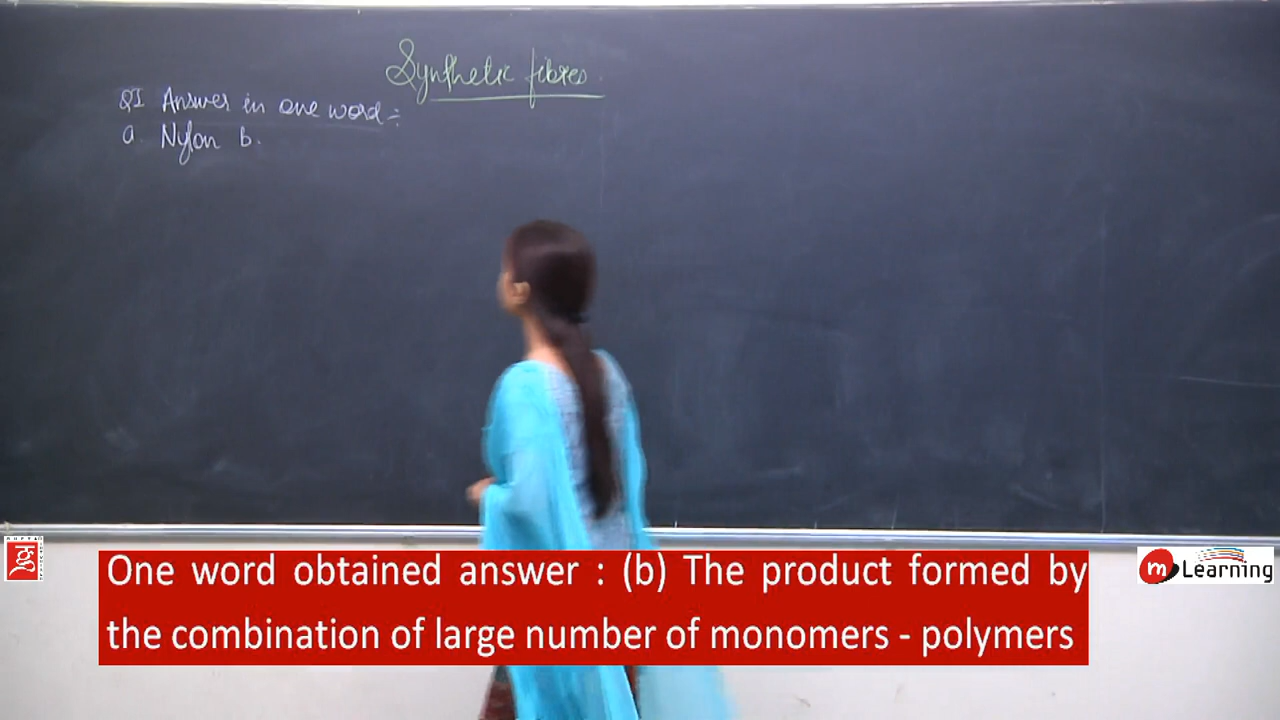 Synthetic fibres
Q1 Answer in one word:-
a. Nylon b.
One word obtained answer : (b) The product formed by
the combination of large number of monomers - polymers
m Learning